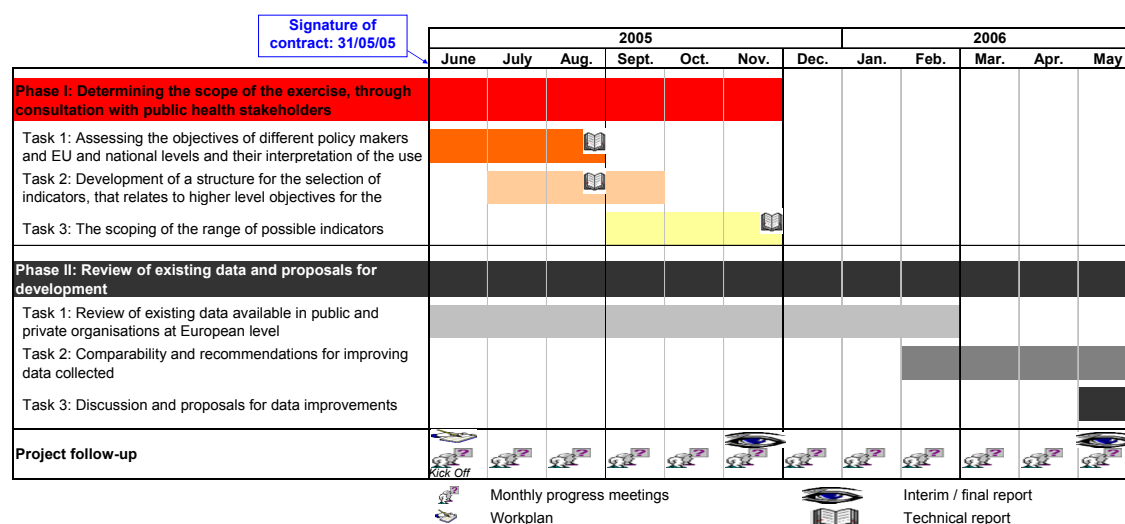 Signature of
contract: 31/05/05
2005
2006
June July Aug. Sept. Oct. Nov. Dec. Jan. Feb. Mar. Apr. May
Phase I: Determining the scope of the exercise, through
consultation with public health stakeholders
Task 1: Assessing the objectives of different policy makers
and EU and national levels and their interpretation of the use
Task 2: Development of a structure for the selection of
indicators, that relates to higher level objectives for the
Task 3: The scoping of the range of possible indicators
Phase II: Review of existing data and proposals for
development
Task 1: Review of existing data available in public and
private organisations at European level
Task 2: Comparability and recommendations for improving
data collected
Task 3: Discussion and proposals for data improvements
Project follow-up
? ? ? ? ? ? ? ? ? ? ? ?
Kick Off
? Monthly progress meetings
Interim / final report
Workplan
Technical report